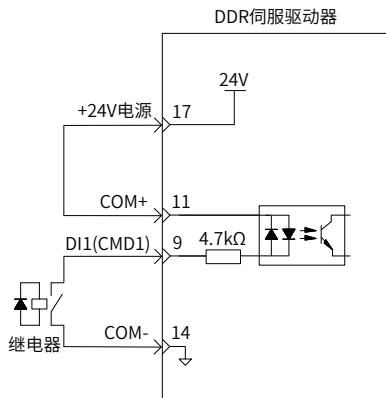 DDR伺服驱动器
24V
+24V电源 17
COM+ 11
DI1(CMD1) 9 4.7kΩ
COM- 14
继电器